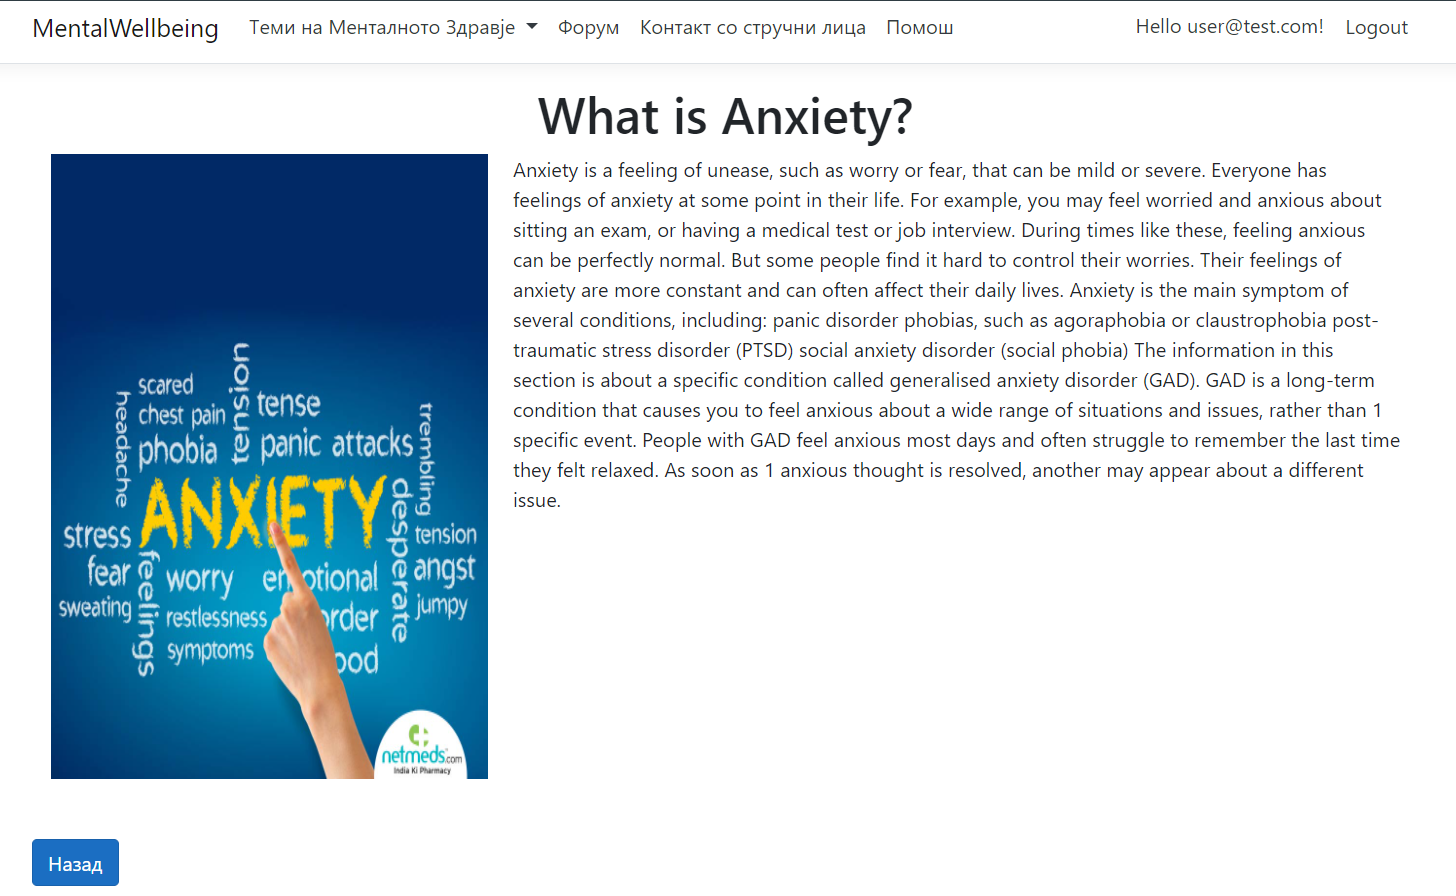 MentalWellbeing
Теми на Менталното Здравје
Форум
Контакт со стручни лица
Помош
Hello user@test.com!
Logout
What is Anxiety?
Anxiety is a feeling of unease, such as worry or fear, that can be mild or severe. Everyone has
feelings of anxiety at some point in their life. For example, you may feel worried and anxious about
sitting an exam, or having a medical test or job interview. During times like these, feeling anxious
can be perfectly normal. But some people find it hard to control their worries. Their feelings of
anxiety are more constant and can often affect their daily lives. Anxiety is the main symptom of
several conditions, including: panic disorder phobias, such as agoraphobia or claustrophobia post-
traumatic stress disorder (PTSD) social anxiety disorder (social phobia) The information in this
section is about a specific condition called generalised anxiety disorder (GAD). GAD is a long-term
condition that causes you to feel anxious about a wide range of situations and issues, rather than 1
specific event. People with GAD feel anxious most days and often struggle to remember the last time
they felt relaxed. As soon as 1 anxious thought is resolved, another may appear about a different
issue.
scared
chest pain
phobia
headache
tension
tense
panic attacks
trembling
ANXIETY
stress
fear
sweating
feelings
worry
restlessness
symptoms
emotional
order
ood
desperate
tension
angst
jumpy
netmeds.com
India Ki Pharmacy
Назад